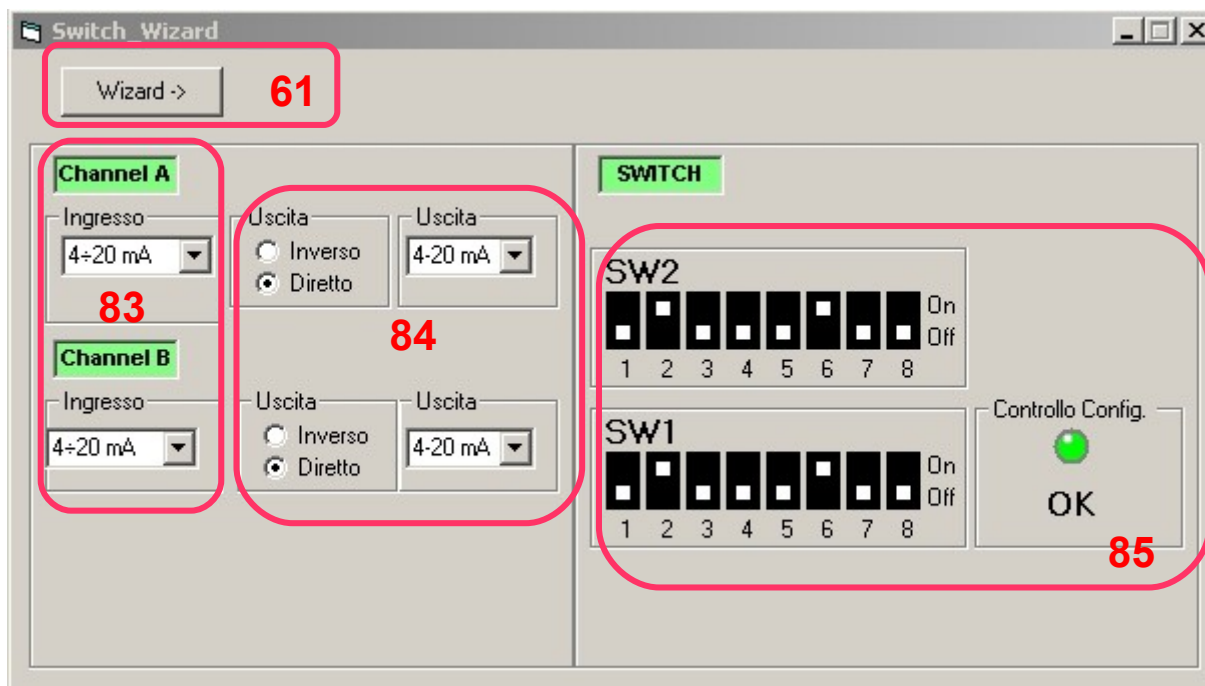 Switch_Wizard
Wizard ->
61
Channel A
Ingresso
4÷20 mA
83
Uscita
Inverso
Diretto
Uscita
4-20 mA
84
Channel B
Ingresso
4÷20 mA
Uscita
Inverso
Diretto
Uscita
4-20 mA
SWITCH
SW2
On
Off
1 2 3 4 5 6 7 8
SW1
On
Off
1 2 3 4 5 6 7 8
Controllo Config.
OK
85